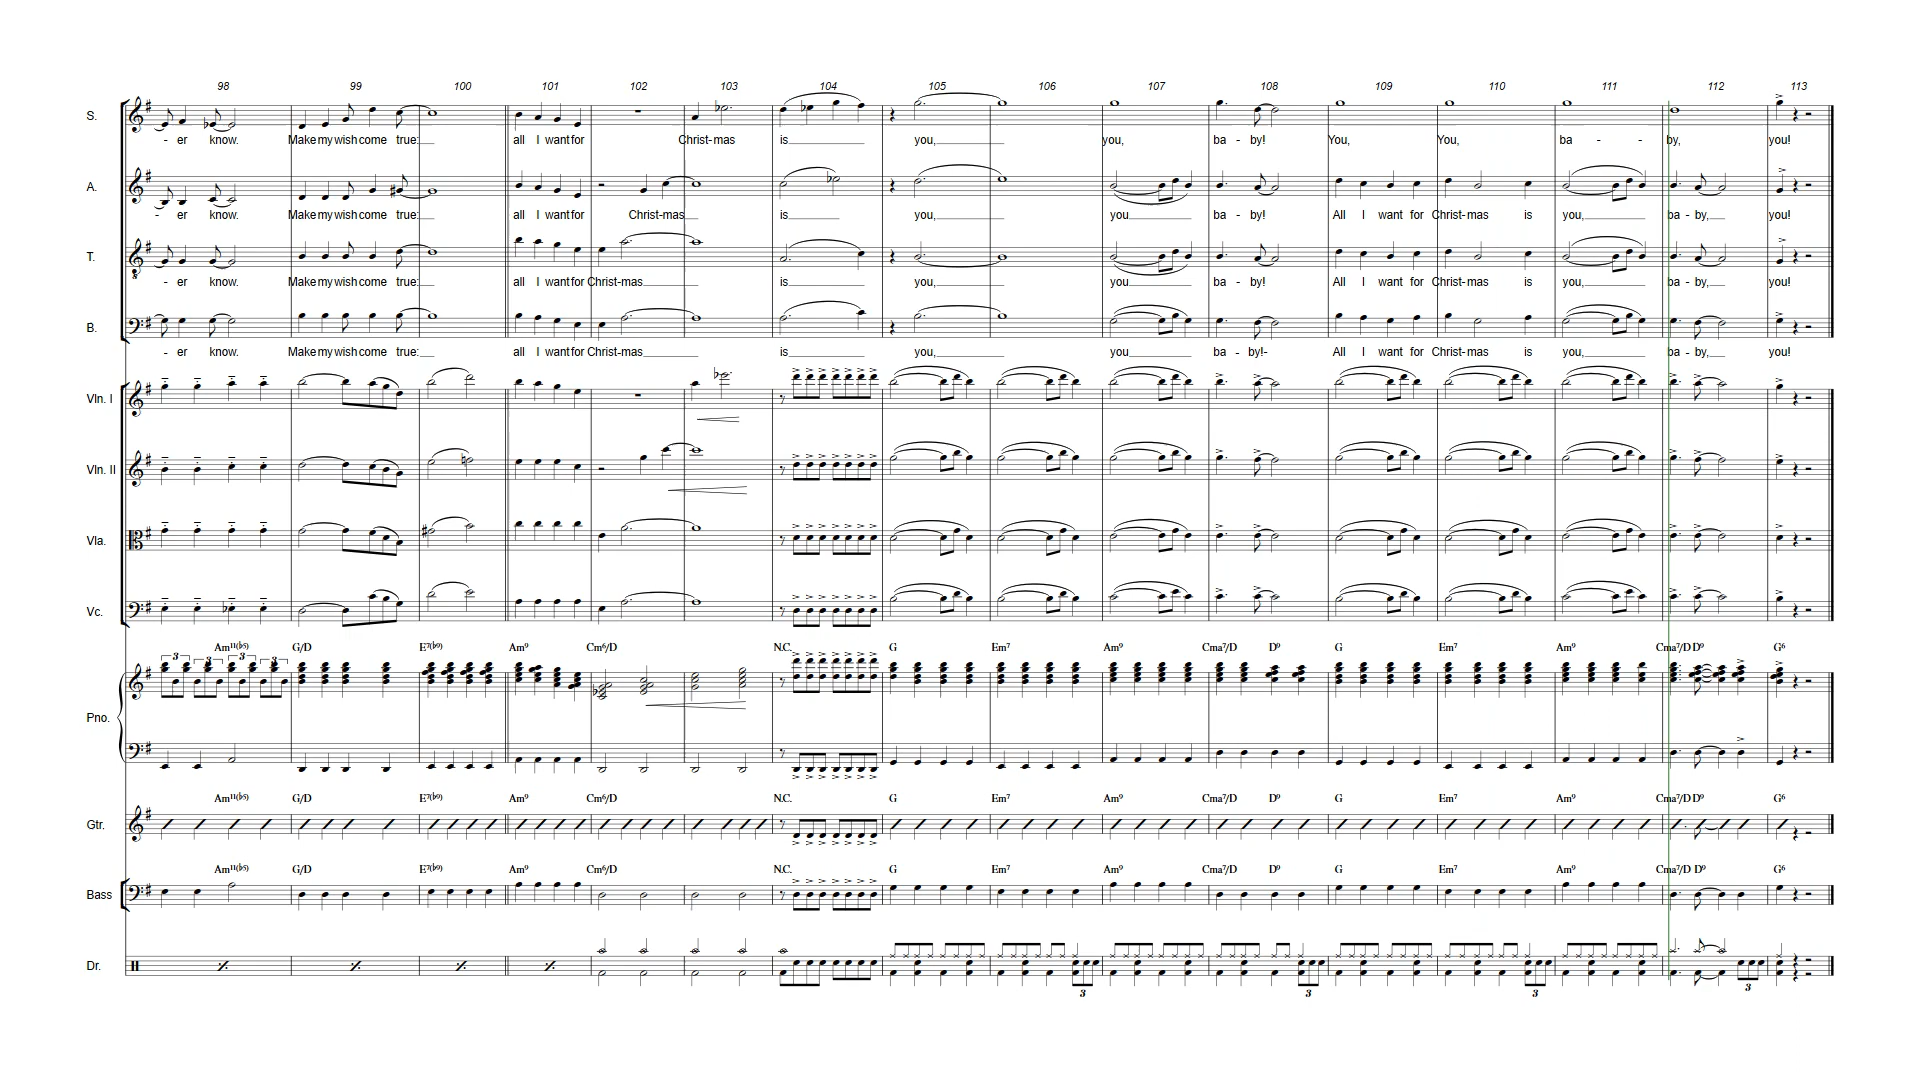 98 99 100 101 102 103 104 105 106 107 108 109 110 111 112 113
S.
- er know. Make my wish come true: all I want for Christ-mas is you, you, ba - by! You, You, ba - - by, you!
A.
- er know. Make my wish come true: all I want for Christ-mas is you, you ba - by! All I want for Christ-mas is you, ba - by, you!
T.
8
- er know. Make my wish come true: all I want for Christ-mas is you, you ba - by! All I want for Christ-mas is you, ba - by, you!
B.
- er know. Make my wish come true: all I want for Christ-mas is you, you ba - by!- All I want for Christ-mas is you, ba - by, you!
Vln. I
Vln. II
Vla.
Vc.
Am11(b5) G/D E7(b9) Am9 Cm6/D N.C. G Em7 Am9 Cma7/D D9 G Em7 Am9 Cma7/D D9 G6
3 3 3 3
Pno.
Am11(b5) G/D E7(b9) Am9 Cm6/D N.C. G Em7 Am9 Cma7/D D9 G Em7 Am9 Cma7/D D9 G6
Gtr.
Am11(b5) G/D E7(b9) Am9 Cm6/D N.C. G Em7 Am9 Cma7/D D9 G Em7 Am9 Cma7/D D9 G6
Bass
Dr.
3 3 3 3